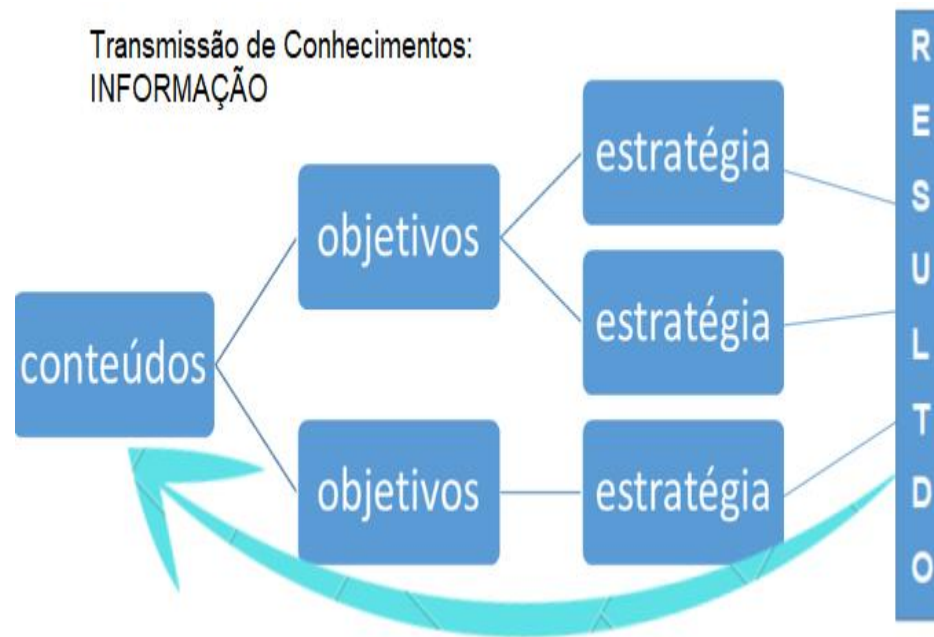 Transmissão de Conhecimentos:
INFORMAÇÃO
conteúdos
objetivos
objetivos
estratégia
estratégia
estratégia
R
E
S
U
L
T
D
O